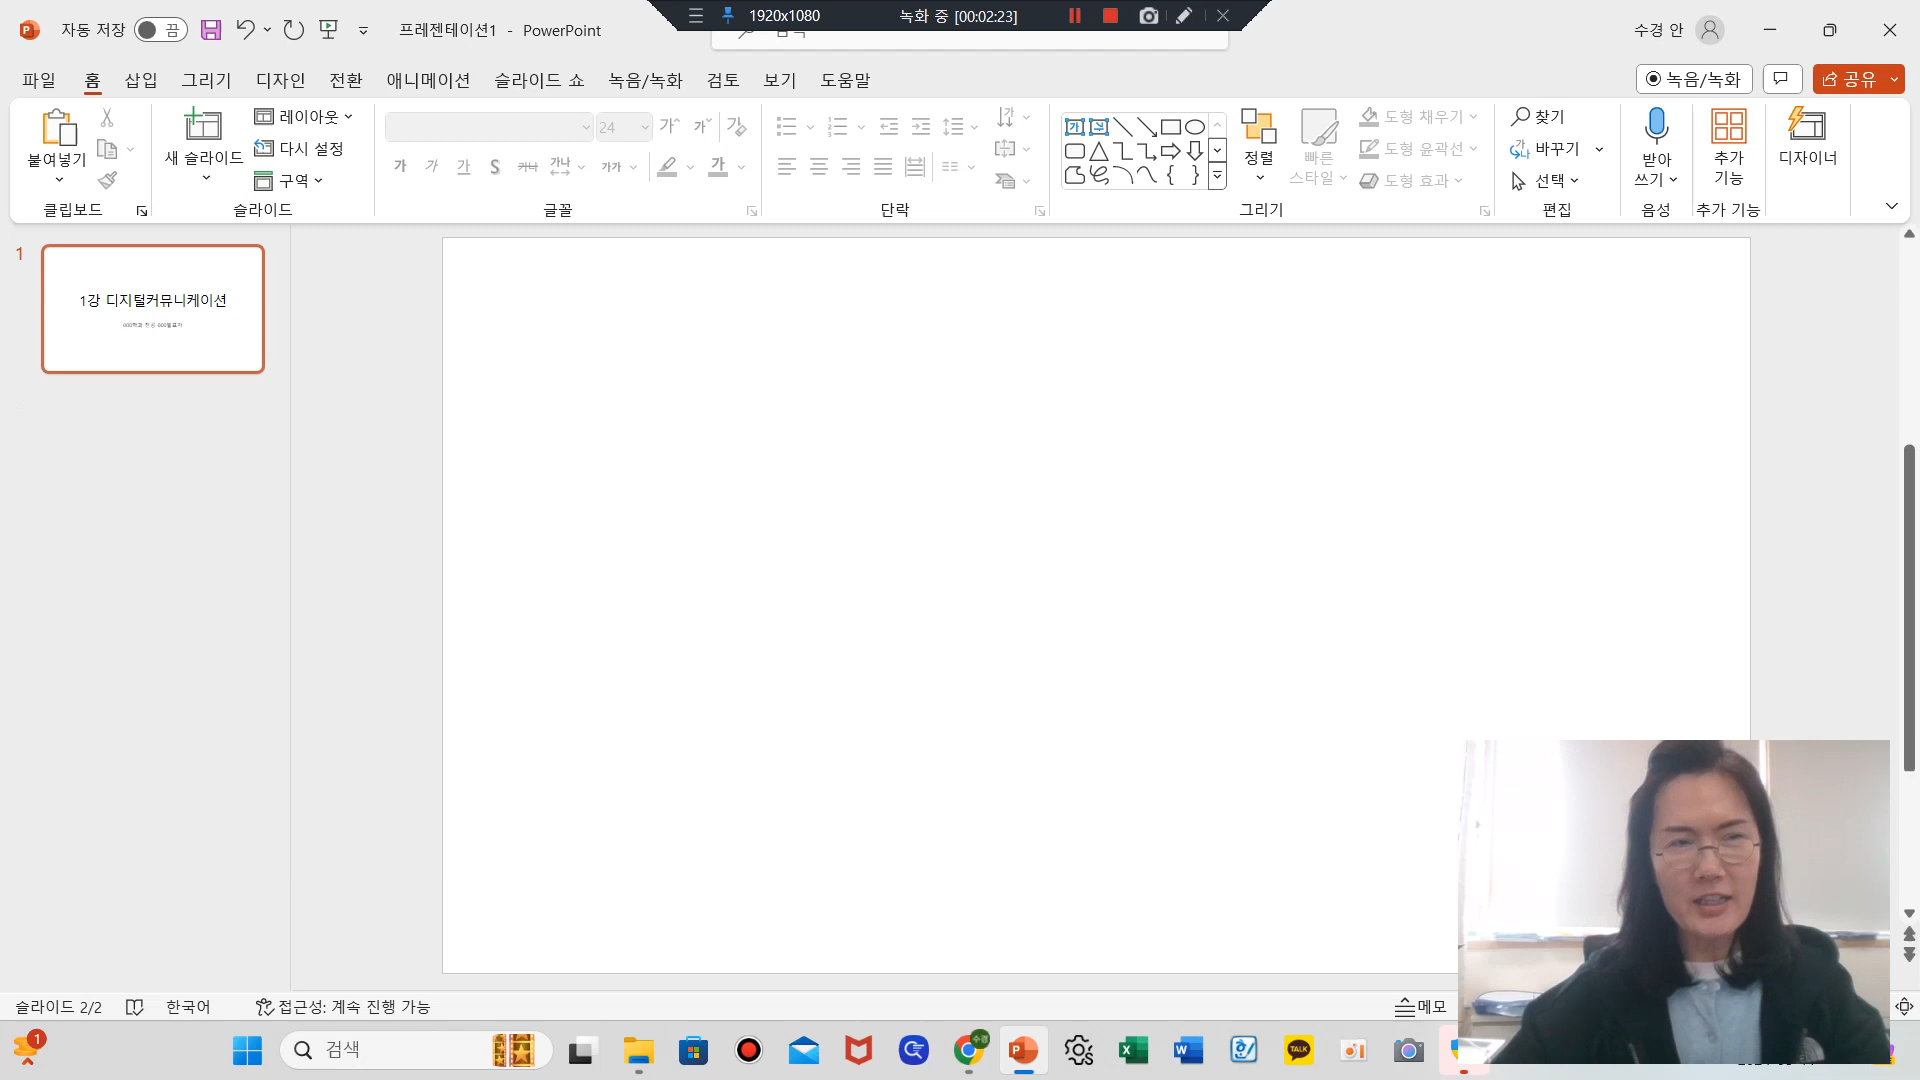 자동 저장 끔
프레젠테이션1 - PowerPoint
1920x1080
녹화 중 [00:02:23]
수경 안
파일 홈 삽입 그리기 디자인 전환 애니메이션 슬라이드 쇼 녹음/녹화 검토 보기 도움말
녹음/녹화 공유
붙여넣기
클립보드
새 슬라이드
레이아웃
다시 설정
구역
슬라이드
24
가 가 가 S 가나 가
글꼴
단락
정렬
빠른
스타일
도형 채우기
도형 윤곽선
도형 효과
그리기
찾기
바꾸기
선택
편집
받아
쓰기
음성
추가
기능
추가 기능
디자이너
1
1강 디지털커뮤니케이션
슬라이드 2/2 한국어 접근성: 계속 진행 가능 메모
1
검색
TALK